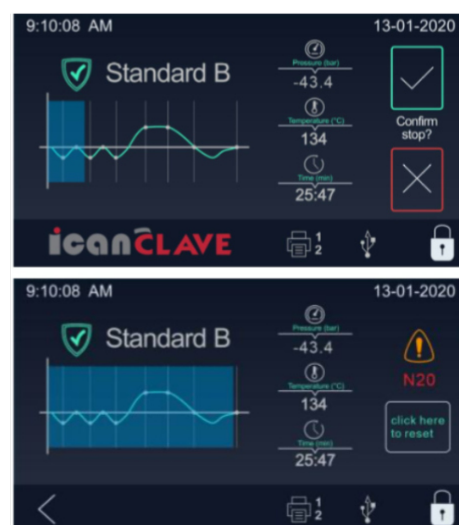 9:10:08 AM
13-01-2020
Standard B
Pressure (bar)
-43.4
Temperature (°C)
134
Time (min)
25:47
Confirm
stop?
icanCLAVE
1
2
9:10:08 AM
13-01-2020
Standard B
Pressure (bar)
-43.4
Temperature (°C)
134
Time (min)
25:47
N20
click here
to reset
1
2